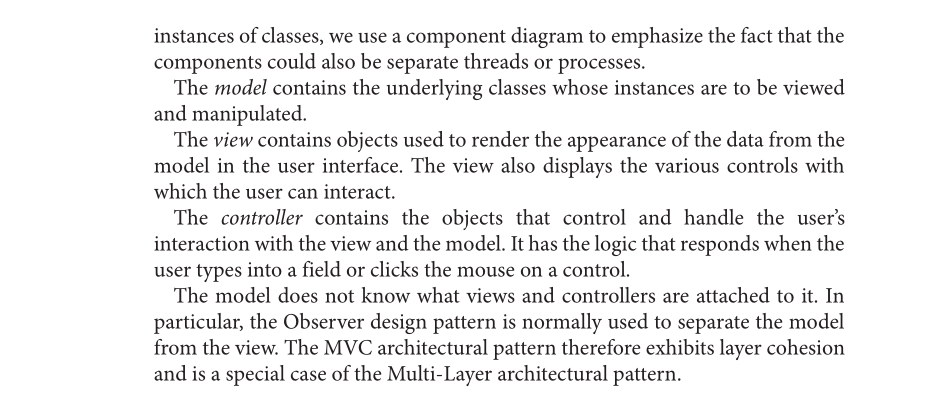 instances of classes, we use a component diagram to emphasize the fact that the
components could also be separate threads or processes.
The model contains the underlying classes whose instances are to be viewed
and manipulated.
The view contains objects used to render the appearance of the data from the
model in the user interface. The view also displays the various controls with
which the user can interact.
The controller contains the objects that control and handle the user’s
interaction with the view and the model. It has the logic that responds when the
user types into a field or clicks the mouse on a control.
The model does not know what views and controllers are attached to it. In
particular, the Observer design pattern is normally used to separate the model
from the view. The MVC architectural pattern therefore exhibits layer cohesion
and is a special case of the Multi-Layer architectural pattern.